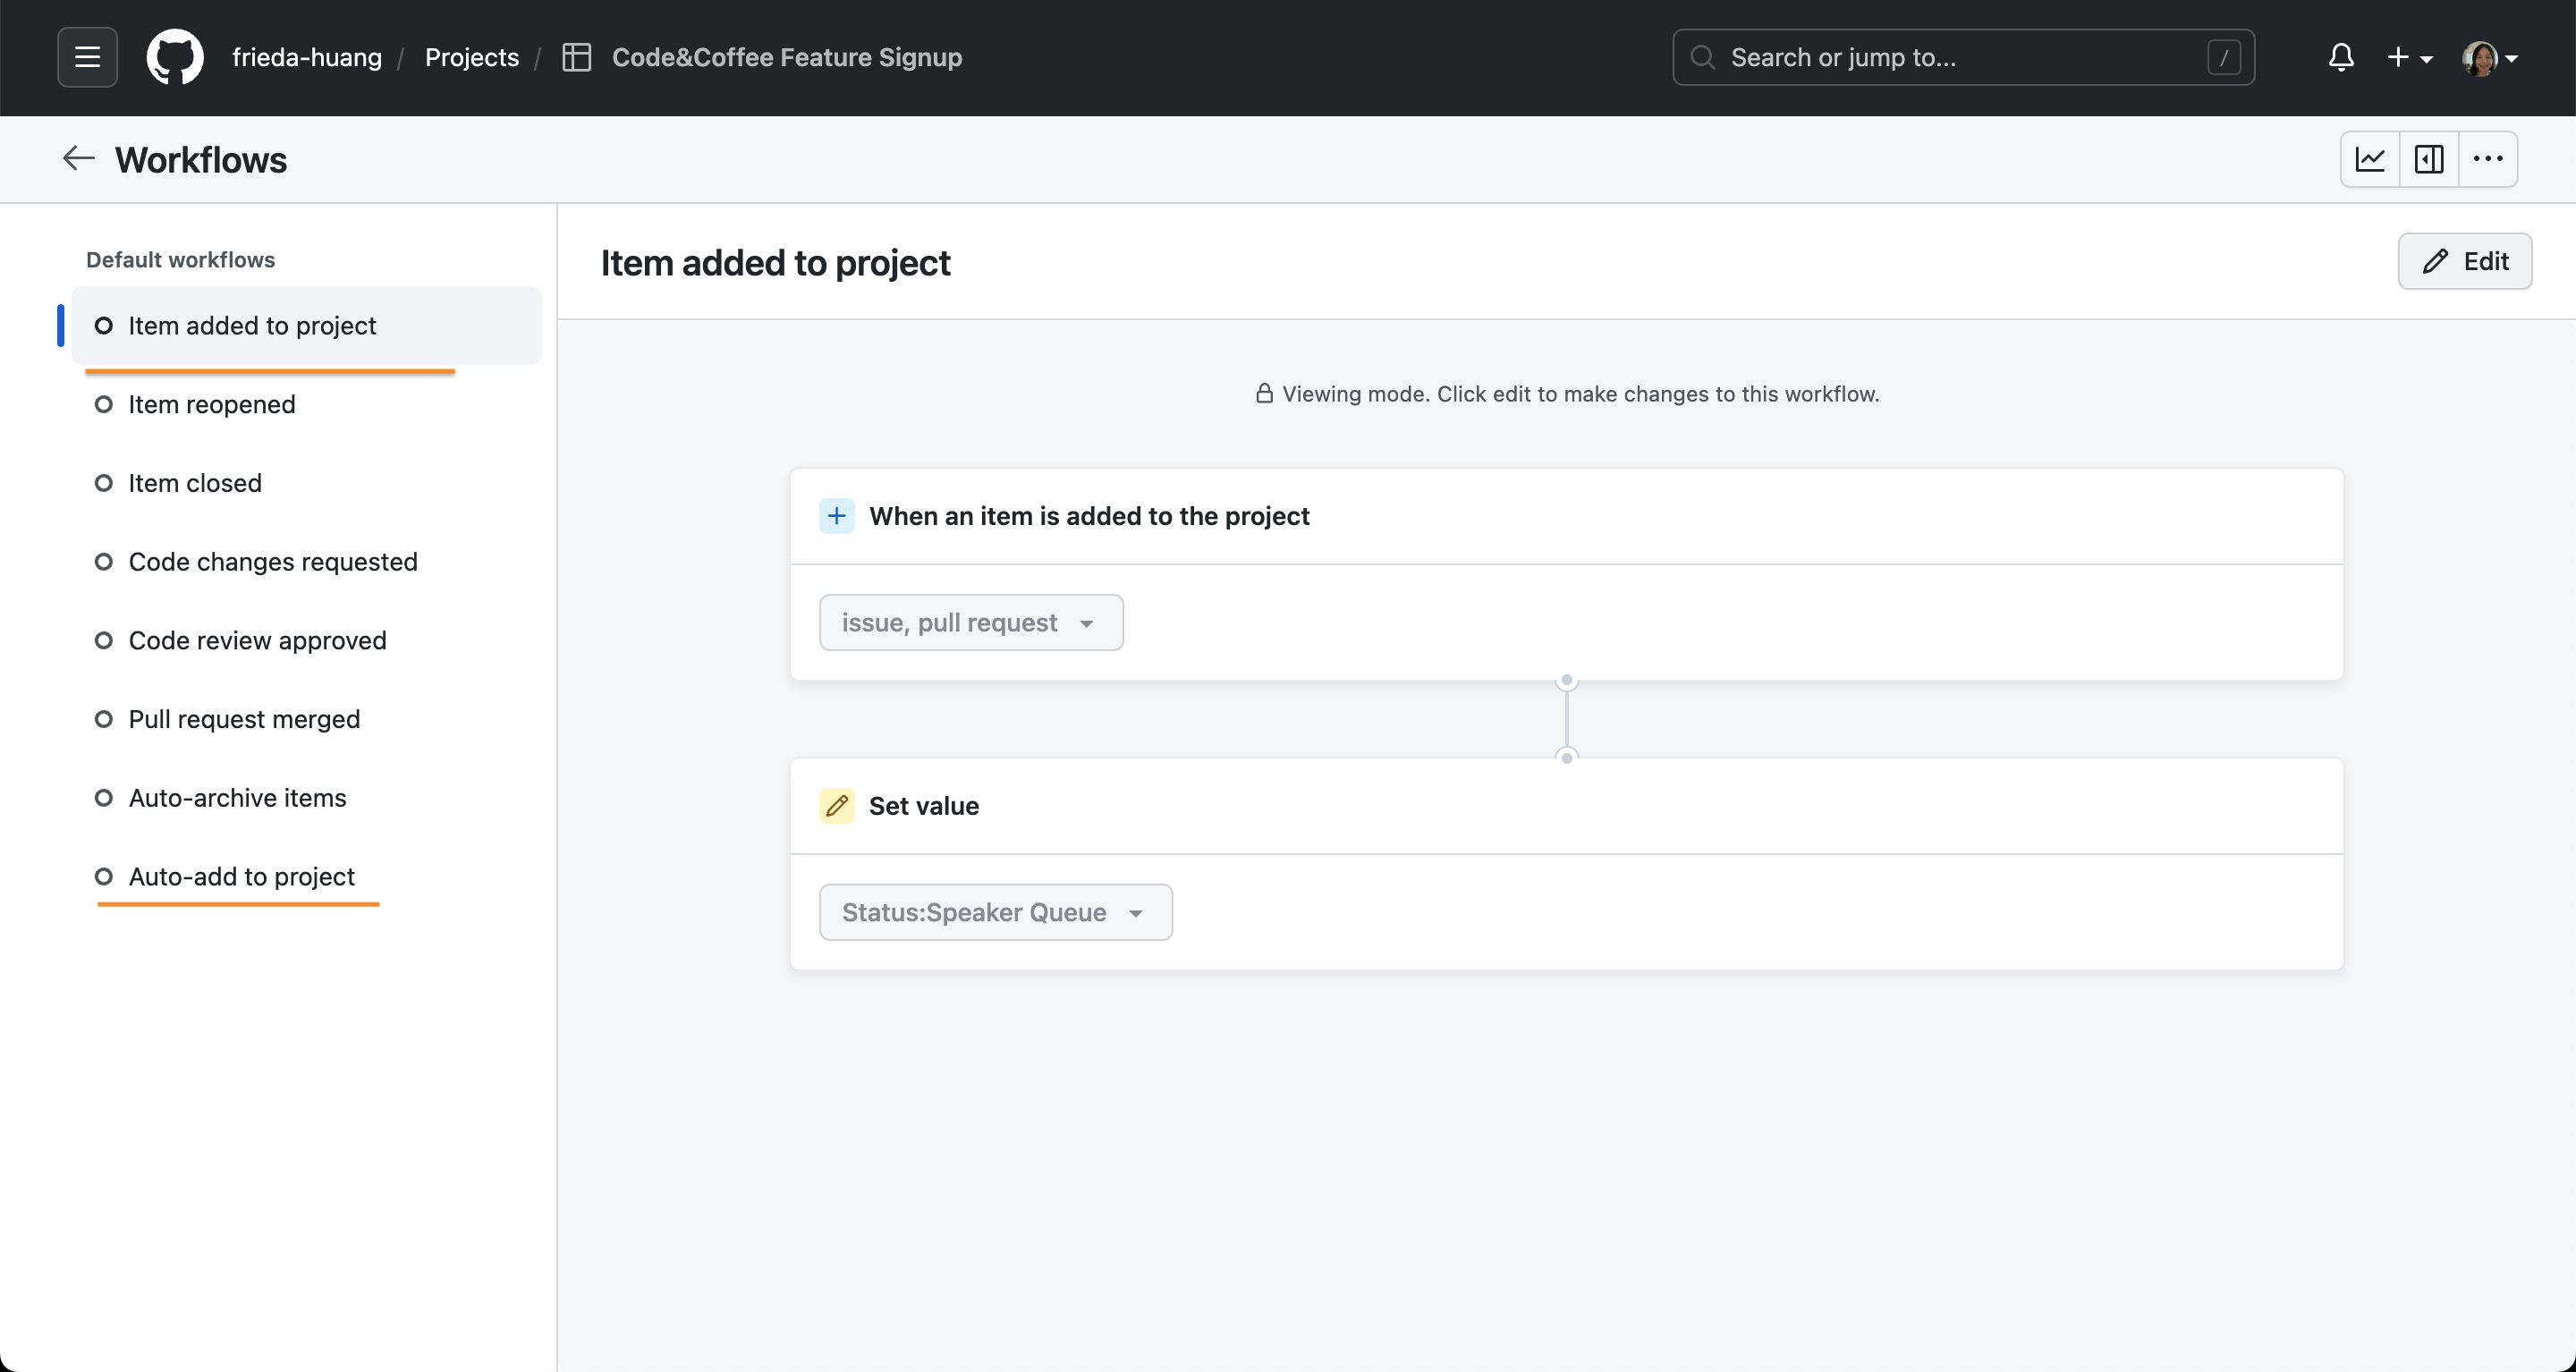 frieda-huang / Projects / Code&Coffee Feature Signup
Search or jump to... /
Workflows
Default workflows
Item added to project
Item reopened
Item closed
Code changes requested
Code review approved
Pull request merged
Auto-archive items
Auto-add to project
Item added to project
Edit
Viewing mode. Click edit to make changes to this workflow.
When an item is added to the project
issue, pull request
Set value
Status:Speaker Queue